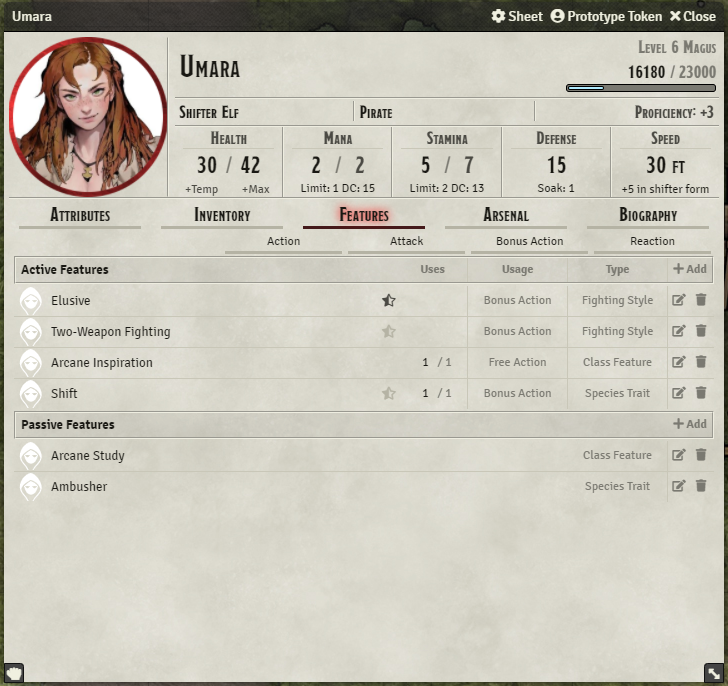 Umara Sheet Prototype Token Close
Level 6 Magus
Umara
16180 / 23000
Shifter Elf Pirate Proficiency: +3
Health Mana Stamina Defense Speed
30 / 42 2 / 2 5 / 7 15 30 ft
+Temp +Max Limit: 1 DC: 15 Limit: 2 DC: 13 Soak: 1 +5 in shifter form
Attributes Inventory Features Arsenal Biography
Action Attack Bonus Action Reaction
Active Features Uses Usage Type Add
Elusive Bonus Action Fighting Style
Two-Weapon Fighting Bonus Action Fighting Style
Arcane Inspiration 1 / 1 Free Action Class Feature
Shift 1 / 1 Bonus Action Species Trait
Passive Features Add
Arcane Study Class Feature
Ambusher Species Trait